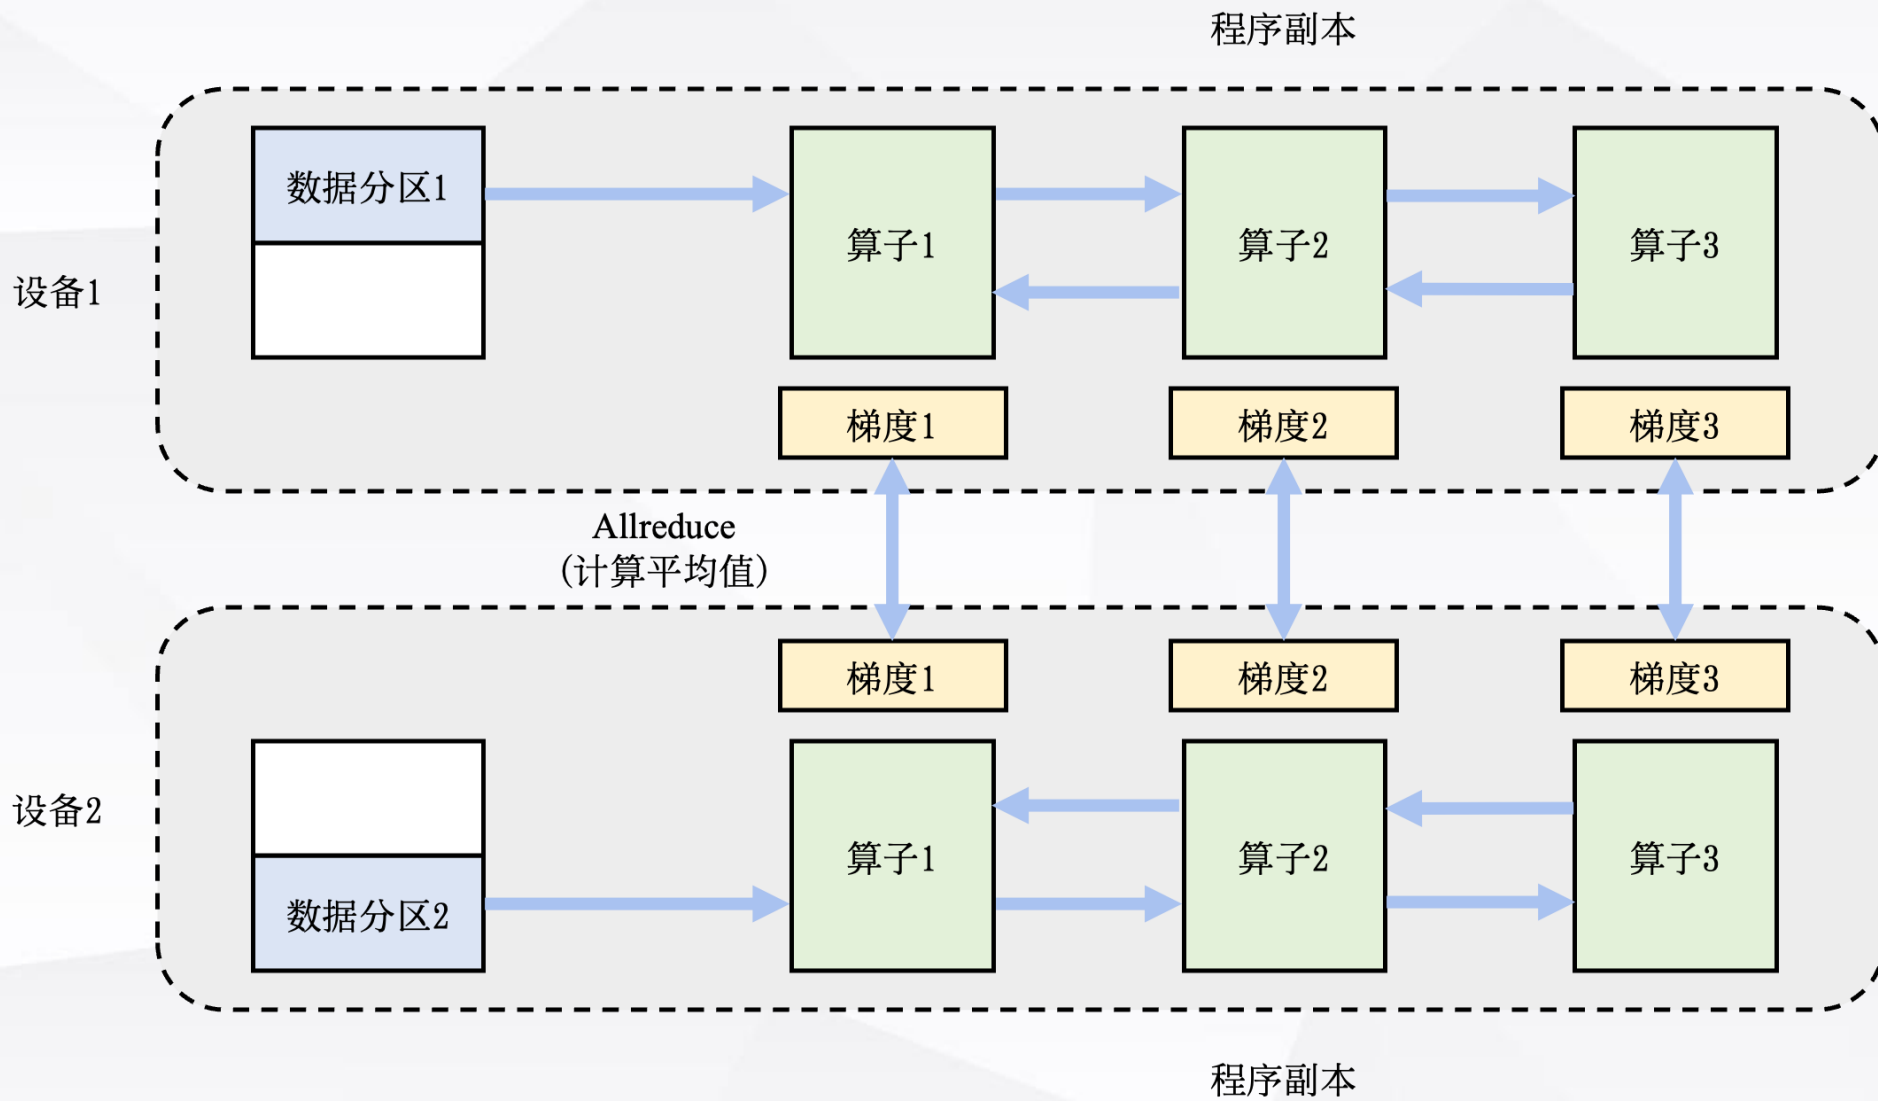 程序副本
数据分区1
算子1
算子2
算子3
设备1
梯度1
梯度2
梯度3
Allreduce
(计算平均值)
梯度1
梯度2
梯度3
设备2
算子1
算子2
算子3
数据分区2
程序副本